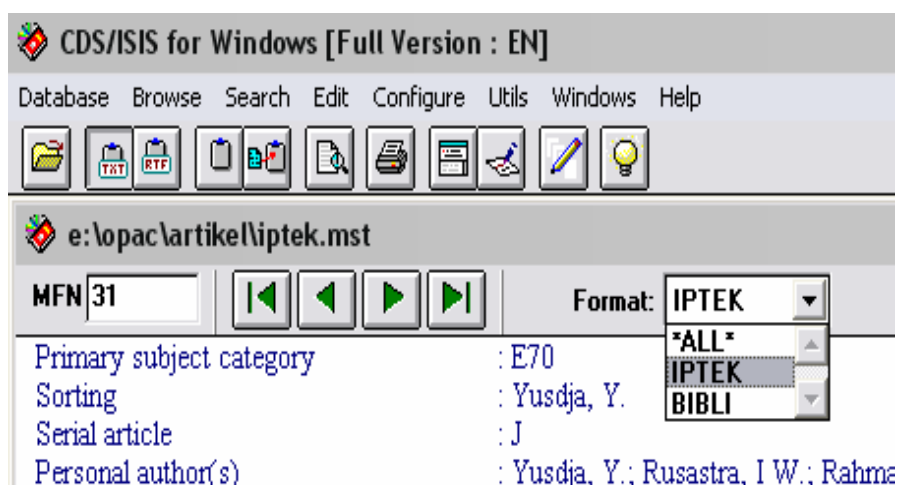 CDS/ISIS for Windows [Full Version : EN]
Database Browse Search Edit Configure Utils Windows Help
TXT RTF
e:\opac\artikel\iptek.mst
MFN 31 Format: IPTEK
*ALL*
IPTEK
BIBLI
Primary subject category : E70
Sorting : Yusdja, Y.
Serial article : J
Personal author(s) : Yusdja, Y.; Rusastra, I W.; Rahma